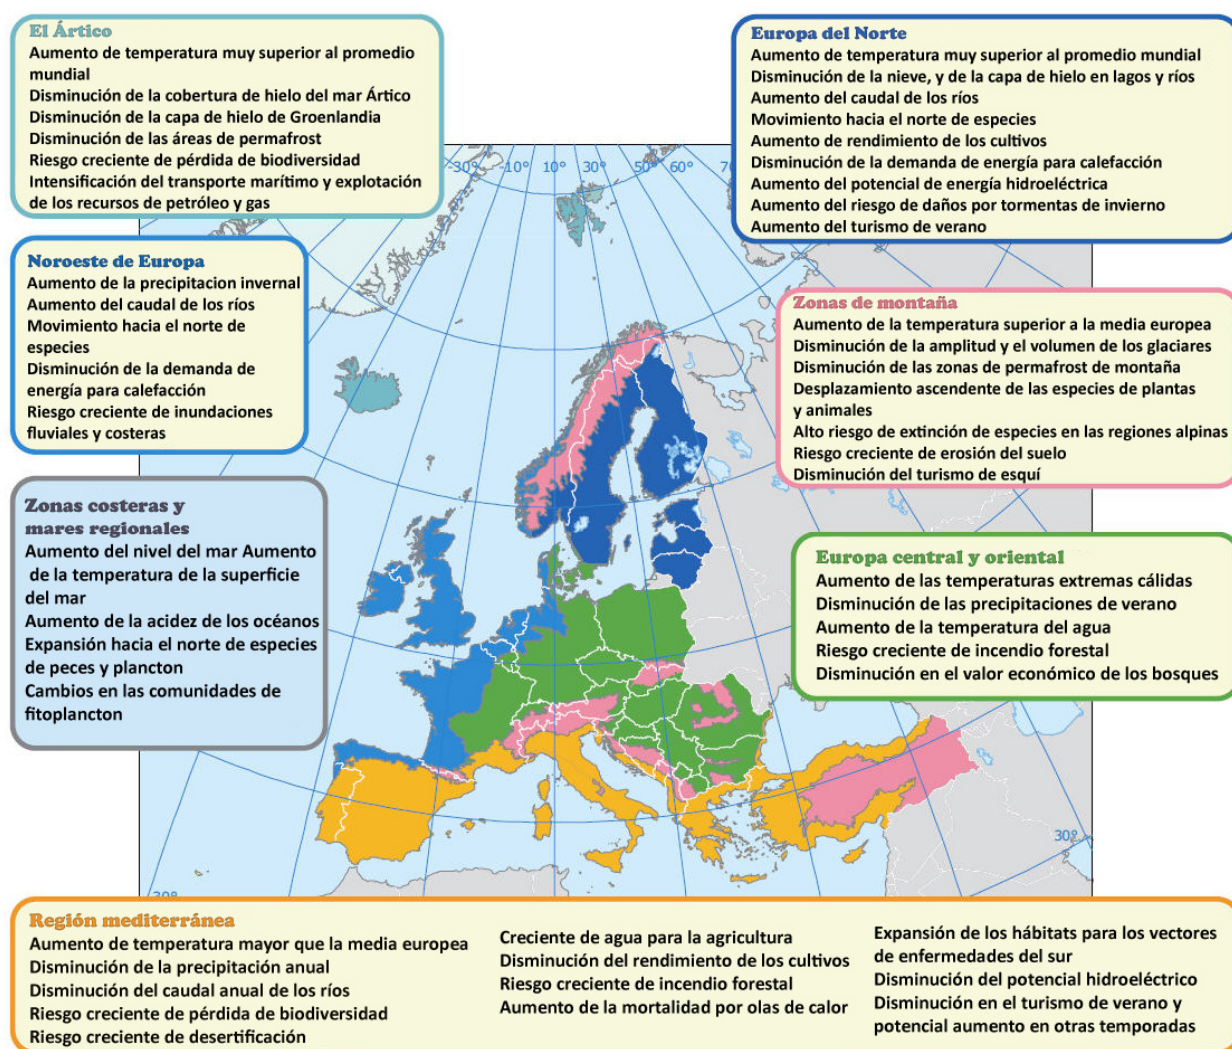 El Ártico
Aumento de temperatura muy superior al promedio
mundial
Disminución de la cobertura de hielo del mar Ártico
Disminución de la capa de hielo de Groenlandia
Disminución de las áreas de permafrost
Riesgo creciente de pérdida de biodiversidad
Intensificación del transporte marítimo y explotación
de los recursos de petróleo y gas
Europa del Norte
Aumento de temperatura muy superior al promedio mundial
Disminución de la nieve, y de la capa de hielo en lagos y ríos
Aumento del caudal de los ríos
Movimiento hacia el norte de especies
Aumento de rendimiento de los cultivos
Disminución de la demanda de energía para calefacción
Aumento del potencial de energía hidroeléctrica
Aumento del riesgo de daños por tormentas de invierno
Aumento del turismo de verano
-30° -10° 10° 30° 50° 60° 70
Noroeste de Europa
Aumento de la precipitacion invernal
Aumento del caudal de los ríos
Movimiento hacia el norte de
especies
Disminución de la demanda de
energía para calefacción
Riesgo creciente de inundaciones
fluviales y costeras
Zonas de montaña
Aumento de la temperatura superior a la media europea
Disminución de la amplitud y el volumen de los glaciares
Disminución de las zonas de permafrost de montaña
Desplazamiento ascendente de las especies de plantas
y animales
Alto riesgo de extinción de especies en las regiones alpinas
Riesgo creciente de erosión del suelo
Disminución del turismo de esquí
Zonas costeras y
mares regionales
Aumento del nivel del mar Aumento
de la temperatura de la superficie
del mar
Aumento de la acidez de los océanos
Expansión hacia el norte de especies
de peces y plancton
Cambios en las comunidades de
fitoplancton
Europa central y oriental
Aumento de las temperaturas extremas cálidas
Disminución de las precipitaciones de verano
Aumento de la temperatura del agua
Riesgo creciente de incendio forestal
Disminución en el valor económico de los bosques
30°
30°
Región mediterránea
Aumento de temperatura mayor que la media europea
Disminución de la precipitación anual
Disminución del caudal anual de los ríos
Riesgo creciente de pérdida de biodiversidad
Riesgo creciente de desertificación
Creciente de agua para la agricultura
Disminución del rendimiento de los cultivos
Riesgo creciente de incendio forestal
Aumento de la mortalidad por olas de calor
Expansión de los hábitats para los vectores
de enfermedades del sur
Disminución del potencial hidroeléctrico
Disminución en el turismo de verano y
potencial aumento en otras temporadas